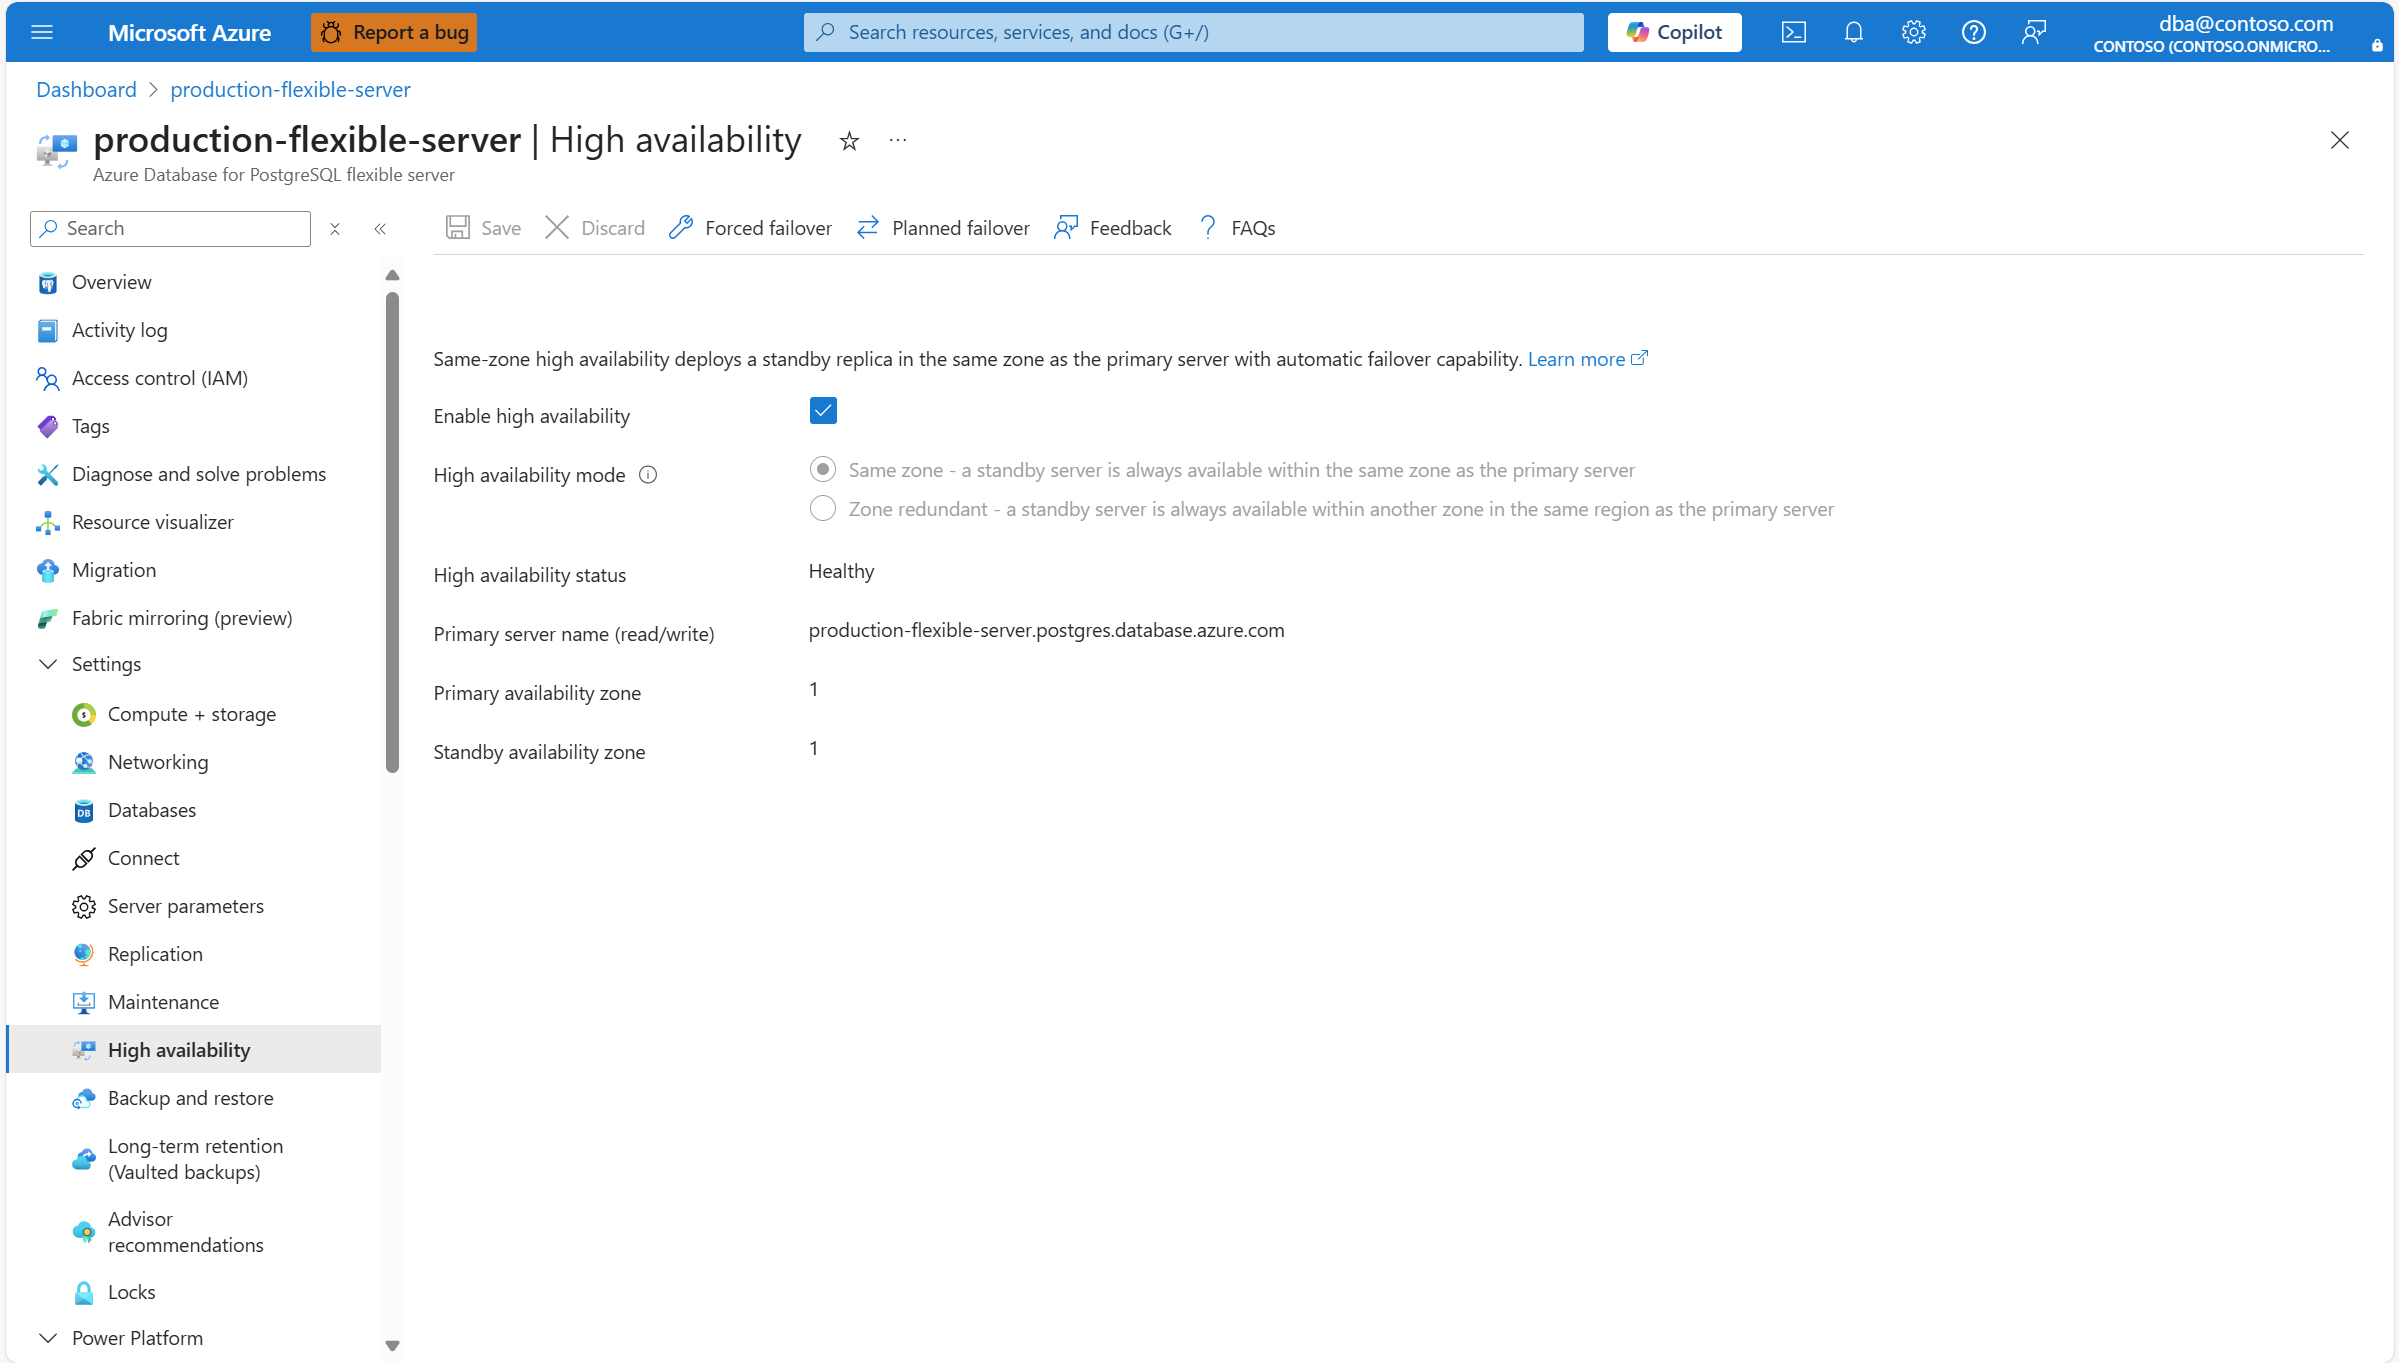 Microsoft Azure
Report a bug
Search resources, services, and docs (G+/)
Copilot
dba@contoso.com
CONTOSO (CONTOSO.ONMICRO...
Dashboard > production-flexible-server
production-flexible-server | High availability
Azure Database for PostgreSQL flexible server
Search
Save
Discard
Forced failover
Planned failover
Feedback
FAQs
Overview
Activity log
Access control (IAM)
Tags
Diagnose and solve problems
Resource visualizer
Migration
Fabric mirroring (preview)
Settings
Compute + storage
Networking
Databases
Connect
Server parameters
Replication
Maintenance
High availability
Backup and restore
Long-term retention
(Vaulted backups)
Advisor
recommendations
Locks
Power Platform
Same-zone high availability deploys a standby replica in the same zone as the primary server with automatic failover capability. Learn more
Enable high availability
High availability mode
Same zone - a standby server is always available within the same zone as the primary server
Zone redundant - a standby server is always available within another zone in the same region as the primary server
High availability status
Healthy
Primary server name (read/write)
production-flexible-server.postgres.database.azure.com
Primary availability zone
1
Standby availability zone
1